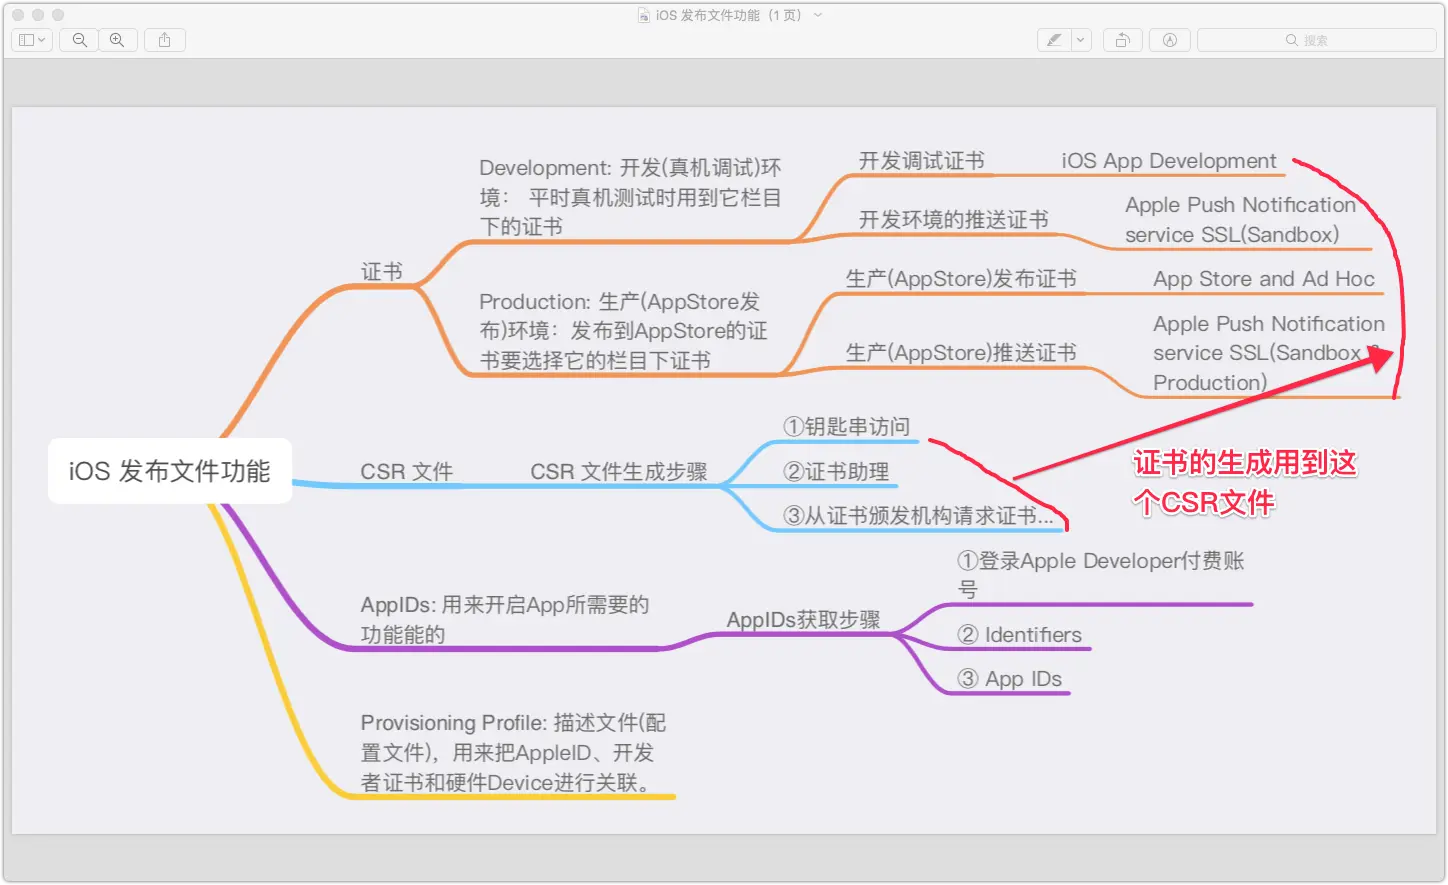 iOS 发布文件功能（1 页）
搜索
Development: 开发(真机调试)环
境： 平时真机测试时用到它栏目
下的证书
开发调试证书
iOS App Development
开发环境的推送证书
Apple Push Notification
service SSL(Sandbox)
证书
Production: 生产(AppStore发
布)环境：发布到AppStore的证
书要选择它的栏目下证书
生产(AppStore)发布证书
App Store and Ad Hoc
生产(AppStore)推送证书
Apple Push Notification
service SSL(Sandbox
Production)
iOS 发布文件功能
CSR 文件
CSR 文件生成步骤
①钥匙串访问
②证书助理
③从证书颁发机构请求证书...
证书的生成用到这
个CSR文件
AppIDs: 用来开启App所需要的
功能能的
AppIDs获取步骤
①登录Apple Developer付费账
号
② Identifiers
③ App IDs
Provisioning Profile: 描述文件(配
置文件)，用来把AppleID、开发
者证书和硬件Device进行关联。